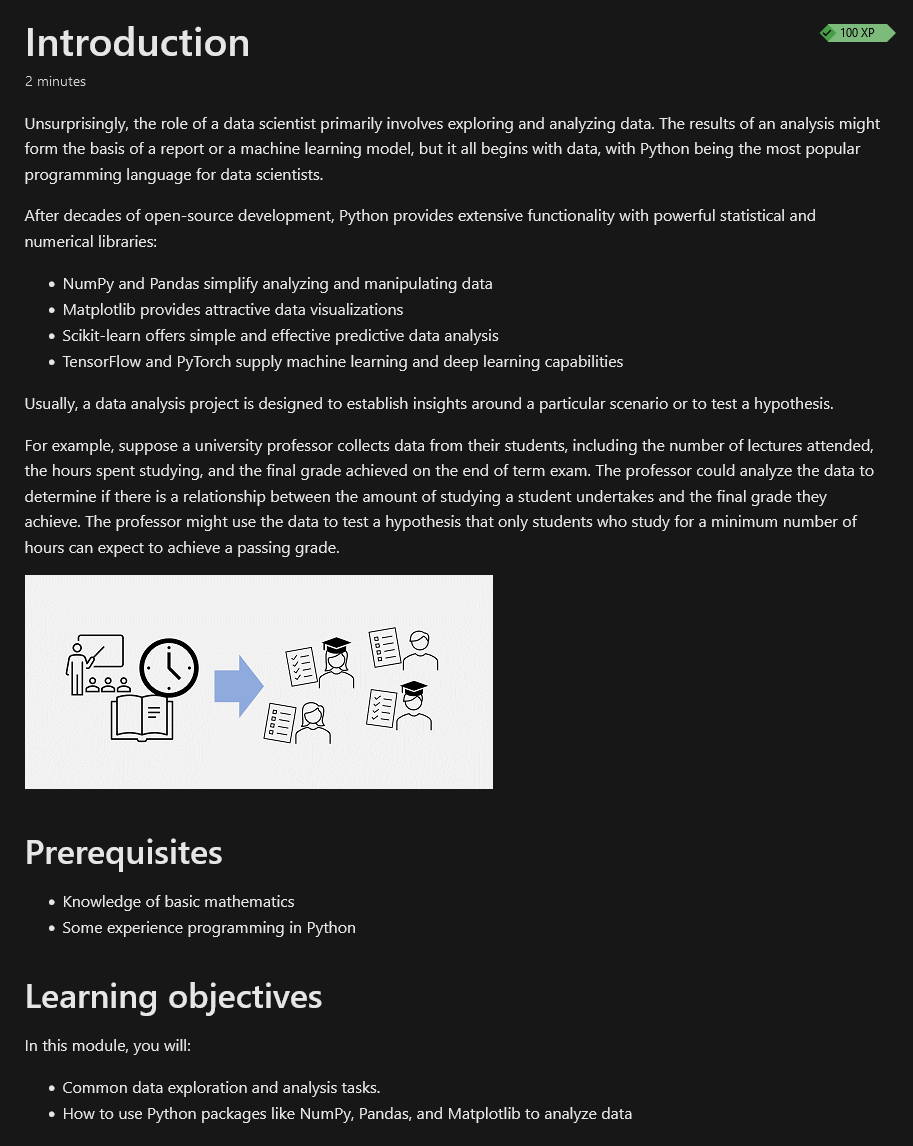 Introduction
100 XP
2 minutes
Unsurprisingly, the role of a data scientist primarily involves exploring and analyzing data. The results of an analysis might
form the basis of a report or a machine learning model, but it all begins with data, with Python being the most popular
programming language for data scientists.
After decades of open-source development, Python provides extensive functionality with powerful statistical and
numerical libraries:
• NumPy and Pandas simplify analyzing and manipulating data
• Matplotlib provides attractive data visualizations
• Scikit-learn offers simple and effective predictive data analysis
• TensorFlow and PyTorch supply machine learning and deep learning capabilities
Usually, a data analysis project is designed to establish insights around a particular scenario or to test a hypothesis.
For example, suppose a university professor collects data from their students, including the number of lectures attended,
the hours spent studying, and the final grade achieved on the end of term exam. The professor could analyze the data to
determine if there is a relationship between the amount of studying a student undertakes and the final grade they
achieve. The professor might use the data to test a hypothesis that only students who study for a minimum number of
hours can expect to achieve a passing grade.
Prerequisites
• Knowledge of basic mathematics
• Some experience programming in Python
Learning objectives
In this module, you will:
• Common data exploration and analysis tasks.
• How to use Python packages like NumPy, Pandas, and Matplotlib to analyze data